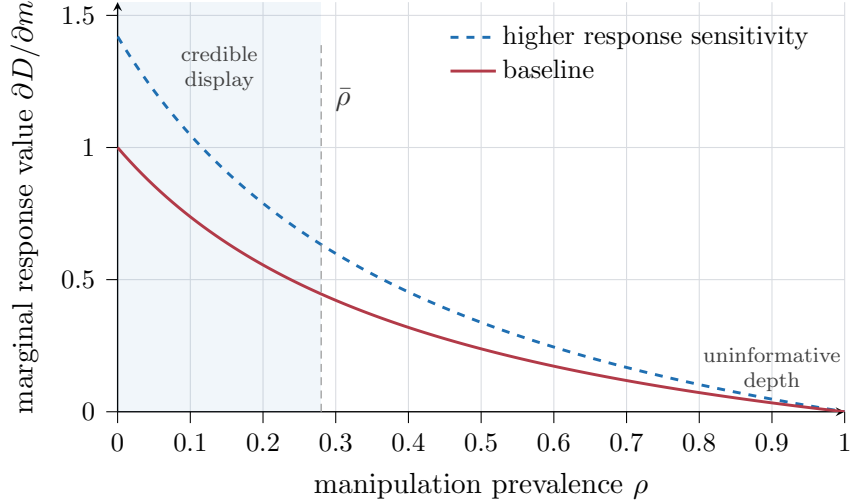 1.5
1
0.5
0
marginal response value ∂D/∂m
credible
display
ρ̄
higher response sensitivity
baseline
uninformative
depth
0 0.1 0.2 0.3 0.4 0.5 0.6 0.7 0.8 0.9 1
manipulation prevalence ρ